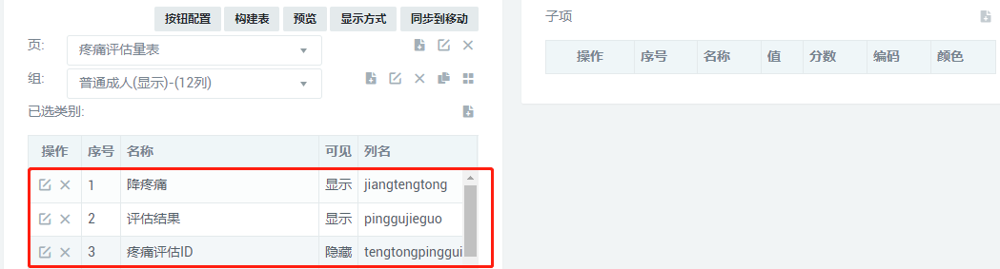 按钮配置 构建表 预览 显示方式 同步到移动
页: 疼痛评估量表
组: 普通成人(显示)-(12列)
已选类别:
操作 序号 名称 可见 列名
1 降疼痛 显示 jiangtengtong
2 评估结果 显示 pinggujieguo
3 疼痛评估ID 隐藏 tengtongpinggui
子项
操作 序号 名称 值 分数 编码 颜色